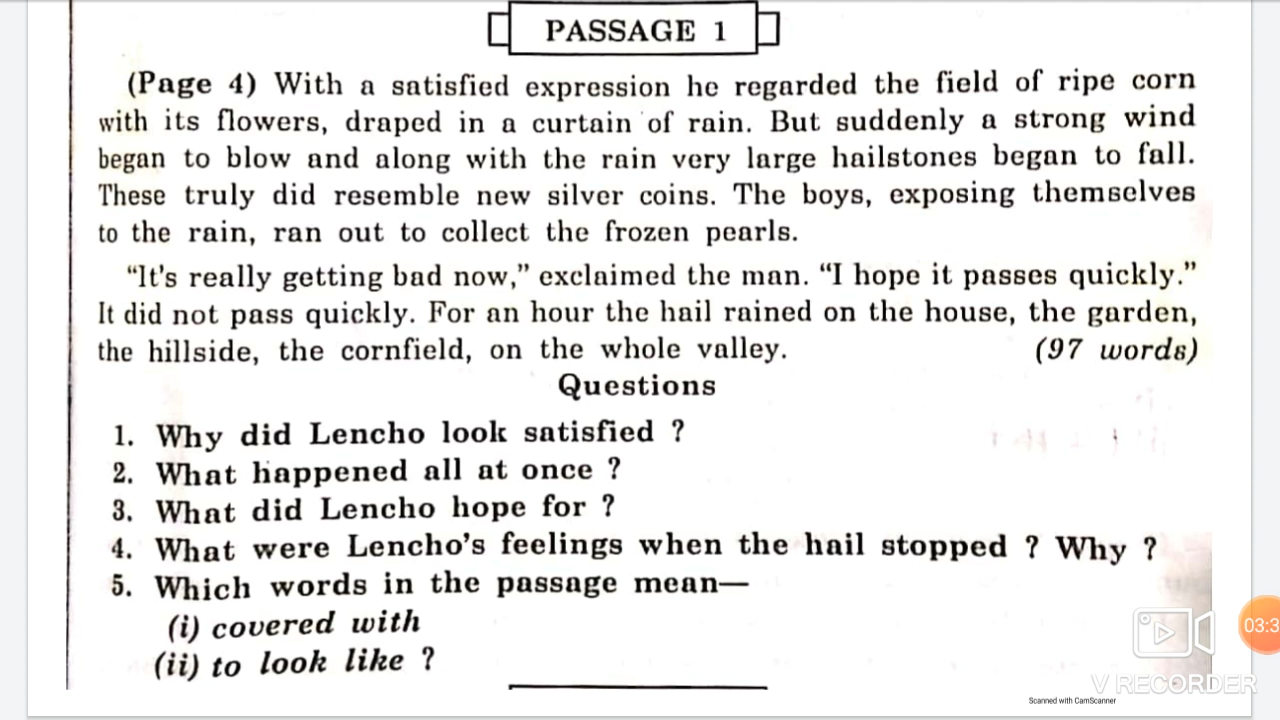 PASSAGE 1
(Page 4) With a satisfied expression he regarded the field of ripe corn
with its flowers, draped in a curtain of rain. But suddenly a strong wind
began to blow and along with the rain very large hailstones began to fall.
These truly did resemble new silver coins. The boys, exposing themselves
to the rain, ran out to collect the frozen pearls.
“It's really getting bad now,” exclaimed the man. “I hope it passes quickly.”
It did not pass quickly. For an hour the hail rained on the house, the garden,
the hillside, the cornfield, on the whole valley. (97 words)
Questions
1. Why did Lencho look satisfied ?
2. What happened all at once ?
3. What did Lencho hope for ?
4. What were Lencho's feelings when the hail stopped ? Why ?
5. Which words in the passage mean—
(i) covered with
(ii) to look like ?
03:3
V RECORDER
Scanned with CamScanner